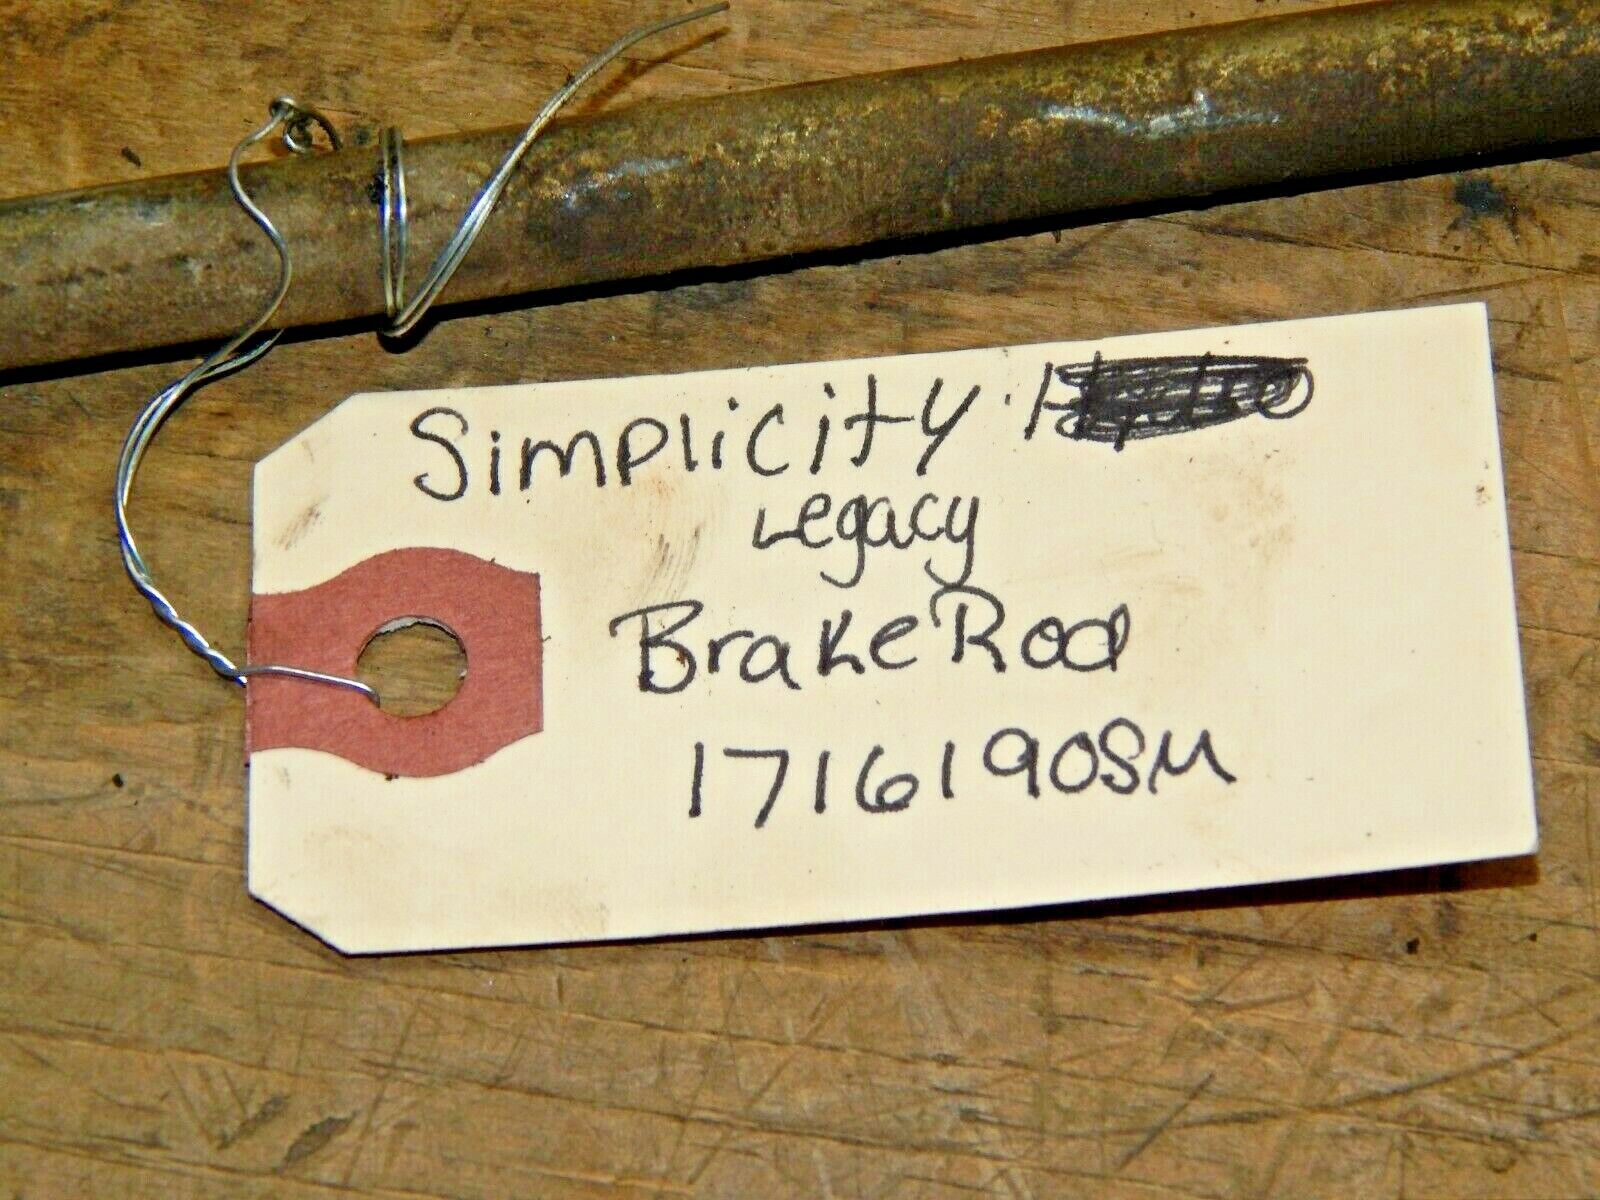 Simplicity
Legacy
Brake Rod
1716190SM